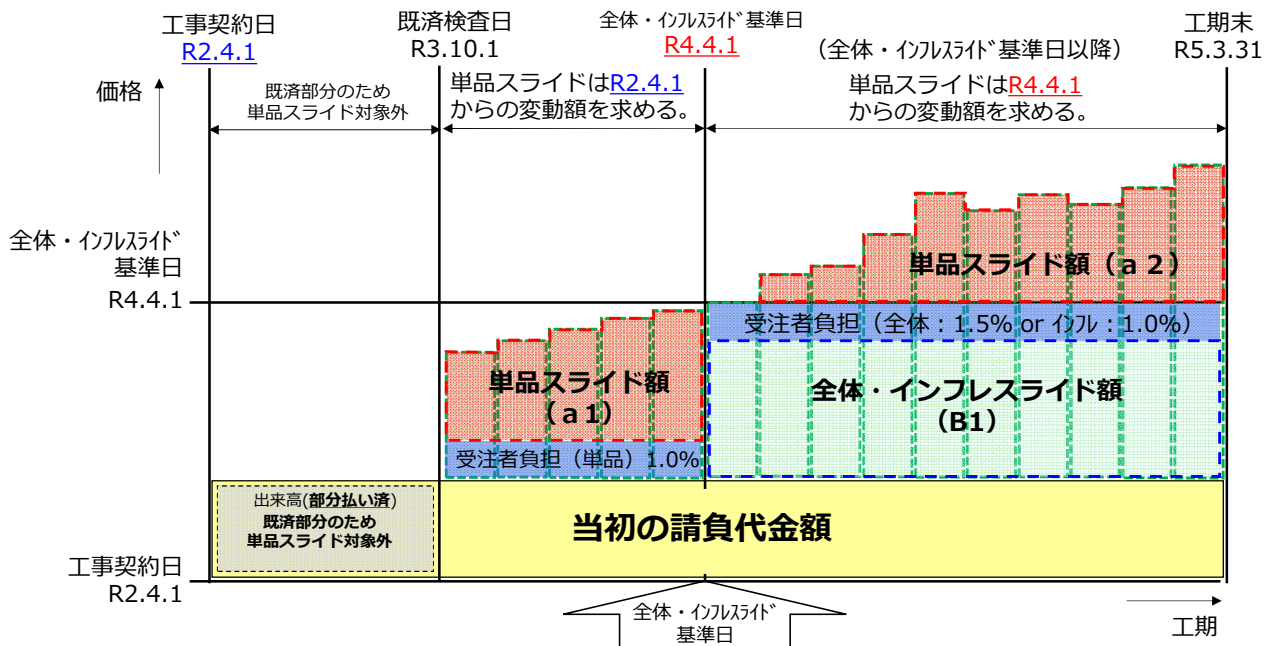 工事契約日
R2.4.1
既済検査日
R3.10.1
全体・ｲﾝﾌﾚｽﾗｲﾄﾞ基準日
R4.4.1
工期末
R5.3.31
（全体・ｲﾝﾌﾚｽﾗｲﾄﾞ基準日以降）
価格
既済部分のため
単品スライド対象外
単品スライドはR2.4.1
からの変動額を求める。
単品スライドはR4.4.1
からの変動額を求める。
全体・ｲﾝﾌﾚｽﾗｲﾄﾞ
基準日
R4.4.1
単品スライド額（ａ２）
受注者負担（全体：1.5% or ｲﾝﾌﾚ：1.0%）
単品スライド額
（ａ1）
全体・インフレスライド額
（B1）
受注者負担（単品）1.0%
出来高(部分払い済)
既済部分のため
単品スライド対象外
当初の請負代金額
工事契約日
R2.4.1
全体・ｲﾝﾌﾚｽﾗｲﾄﾞ
基準日
工期